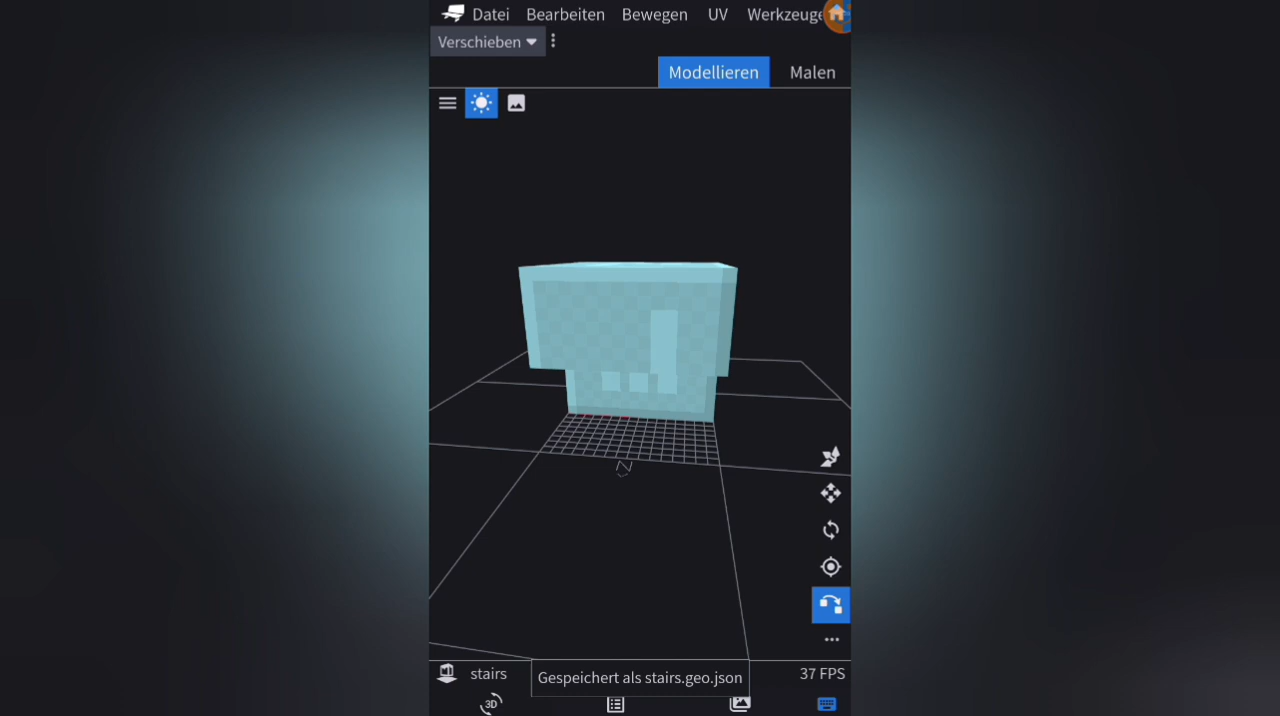 Datei Bearbeiten Bewegen UV Werkzeuge
Verschieben
Modellieren Malen
stairs Gespeichert als stairs.geo.json 37 FPS
3D